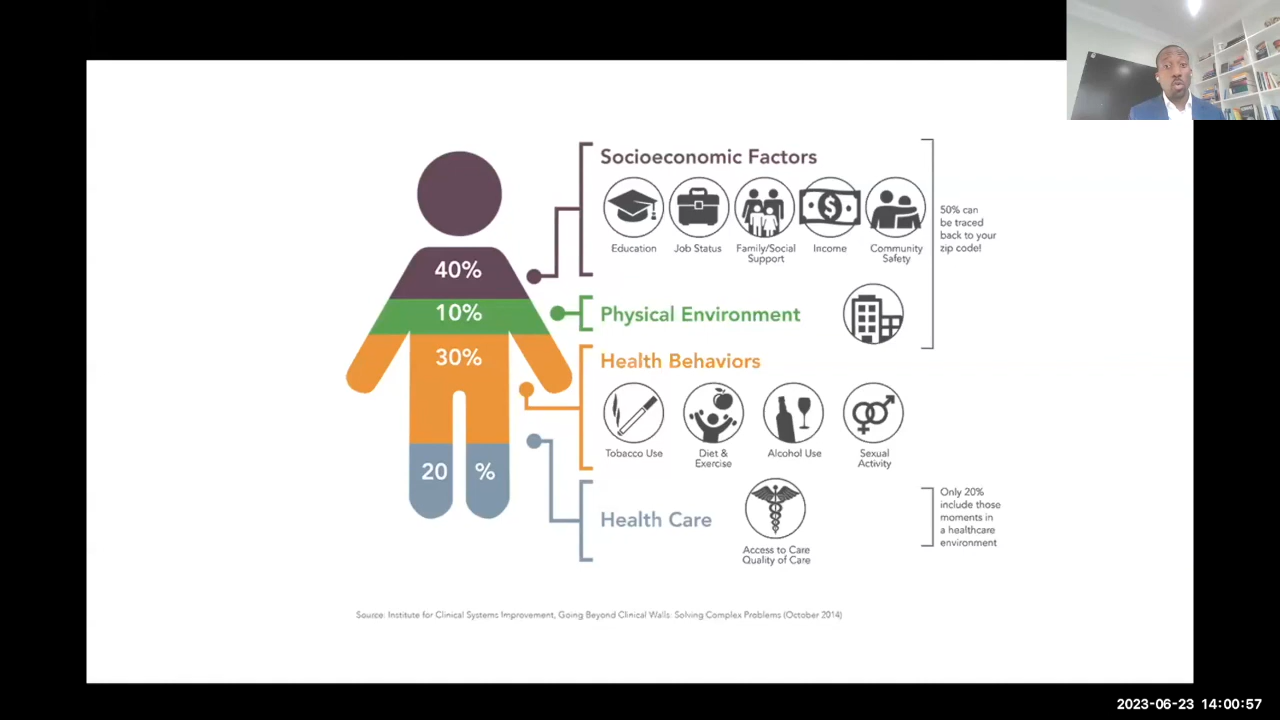 Socioeconomic Factors
Education
Job Status
Family/Social
Support
Income
Community
Safety
50% can
be traced
back to your
zip code!
40%
10%
Physical Environment
30%
Health Behaviors
Tobacco Use
Diet &
Exercise
Alcohol Use
Sexual
Activity
20 %
Health Care
Access to Care
Quality of Care
Only 20%
include those
moments in
a healthcare
environment
Source: Institute for Clinical Systems Improvement, Going Beyond Clinical Walls: Solving Complex Problems (October 2014)
2023-06-23 14:00:57